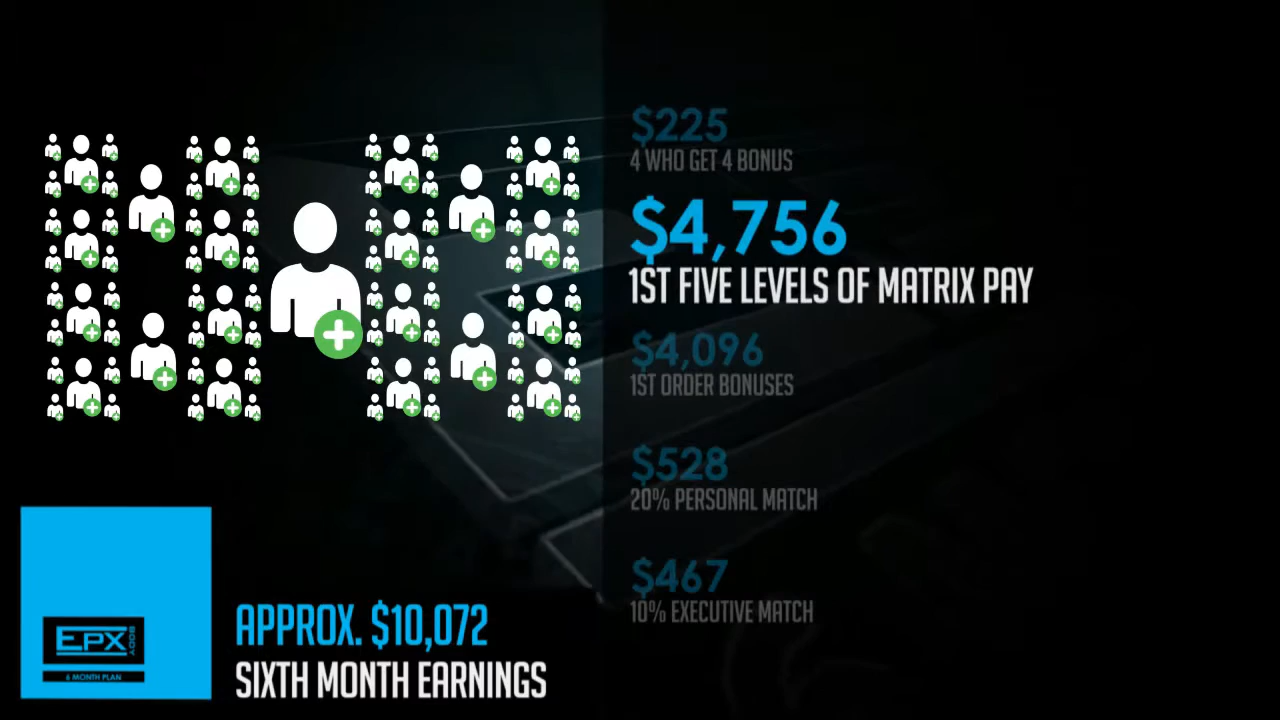 $225
4 WHO GET 4 BONUS
$4,756
1ST FIVE LEVELS OF MATRIX PAY
$4,096
1ST ORDER BONUSES
$528
20% PERSONAL MATCH
$467
10% EXECUTIVE MATCH
EPX BODY
6 MONTH PLAN
APPROX. $10,072
SIXTH MONTH EARNINGS